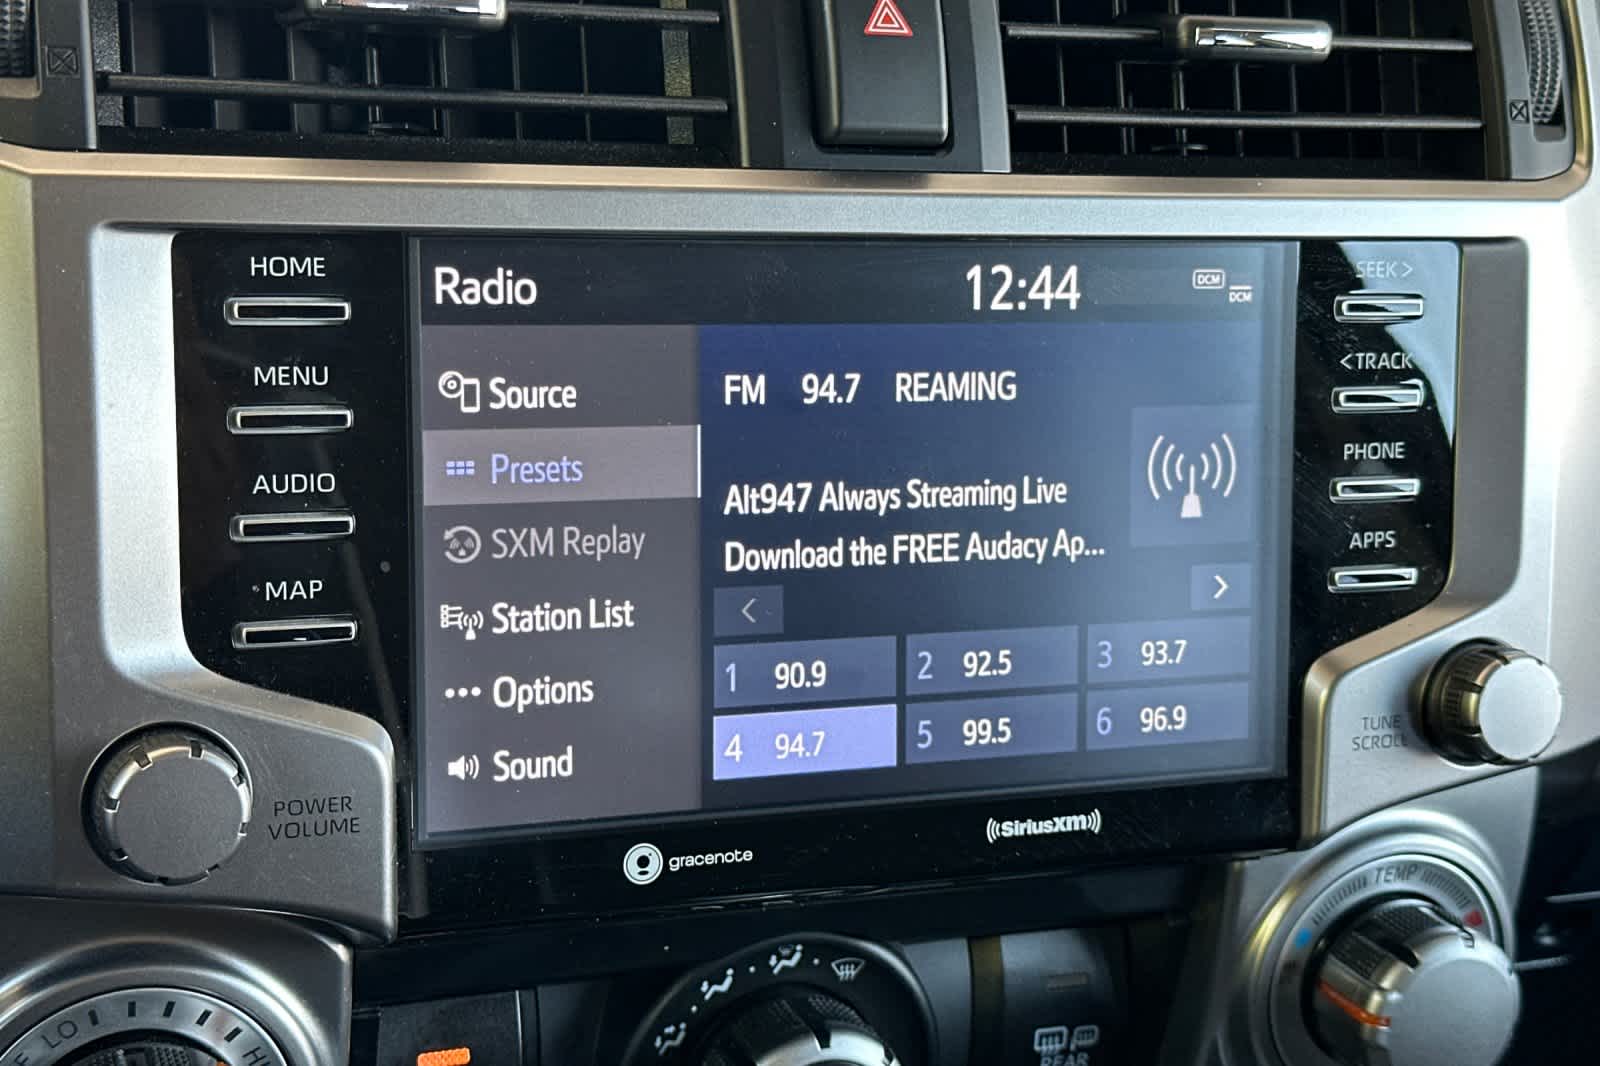 HOME
MENU
AUDIO
MAP
POWER
VOLUME
Radio
12:44
DCM
DCM
Source
Presets
SXM Replay
Station List
Options
Sound
FM 94.7 REAMING
Alt947 Always Streaming Live
Download the FREE Audacy Ap...
<
>
1 90.9
2 92.5
3 93.7
4 94.7
5 99.5
6 96.9
SEEK >
< TRACK
PHONE
APPS
TUNE
SCROLL
gracenote
SiriusXM
TEMP
LO
REAR